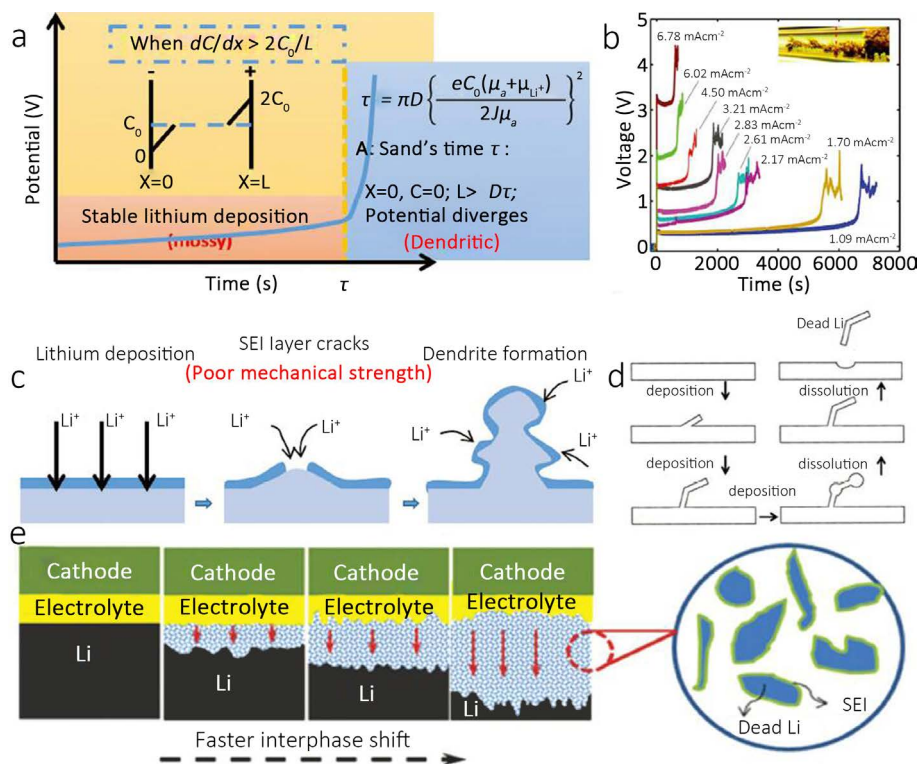 a
When dC/dx > 2C₀/L
-
+
2C₀
C₀
0
X=0
X=L
Stable lithium deposition
(mossy)
τ = πD { eC₀(μₐ+μ_Li⁺) / 2Jμₐ }²
A: Sand's time τ :
X=0, C=0; L> Dτ;
Potential diverges
(Dendritic)
Potential (V)
Time (s)
τ
b
6.78 mAcm⁻²
6.02 mAcm⁻²
4.50 mAcm⁻²
3.21 mAcm⁻²
2.83 mAcm⁻²
2.61 mAcm⁻²
2.17 mAcm⁻²
1.70 mAcm⁻²
1.09 mAcm⁻²
Voltage (V)
5
4
3
2
1
0
0
2000
4000
6000
8000
Time (s)
c
Lithium deposition
SEI layer cracks
(Poor mechanical strength)
Dendrite formation
Li⁺
Li⁺
Li⁺
Li⁺
Li⁺
Li⁺
Li⁺
Li⁺
d
Dead Li
deposition
dissolution
deposition
dissolution
deposition
e
Cathode
Cathode
Cathode
Cathode
Electrolyte
Electrolyte
Electrolyte
Electrolyte
Li
Li
Li
Li
Dead Li
SEI
Faster interphase shift